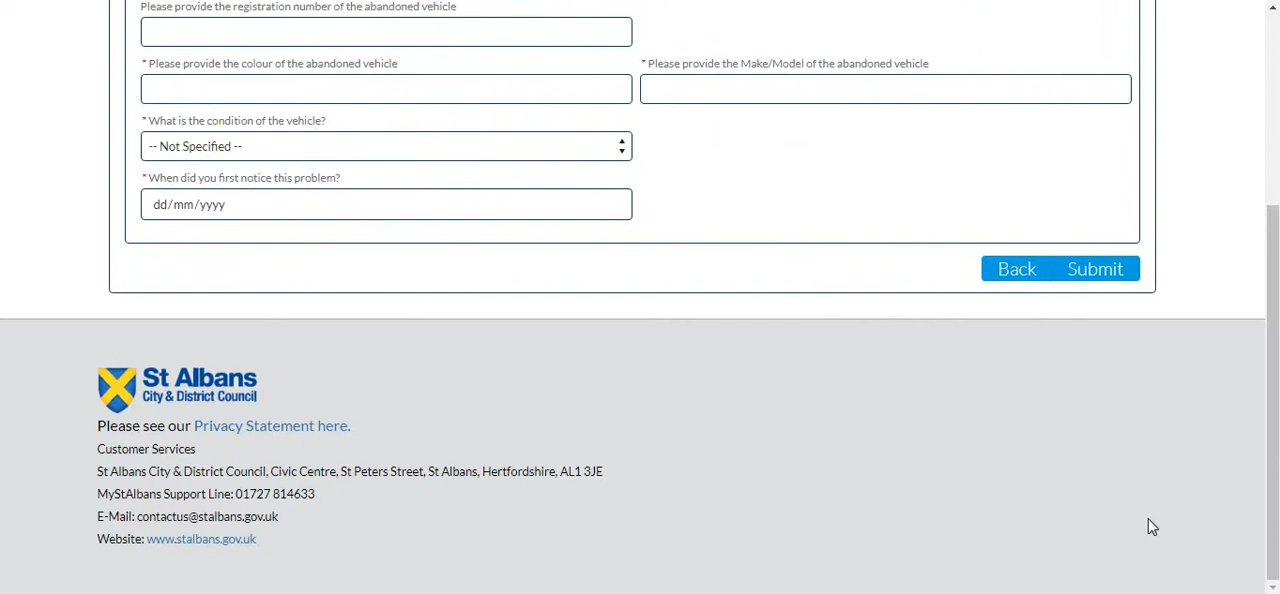 Please provide the registration number of the abandoned vehicle
* Please provide the colour of the abandoned vehicle
* Please provide the Make/Model of the abandoned vehicle
* What is the condition of the vehicle?
-- Not Specified --
* When did you first notice this problem?
dd/mm/yyyy
Back
Submit
St Albans
City & District Council
Please see our Privacy Statement here.
Customer Services
St Albans City & District Council, Civic Centre, St Peters Street, St Albans, Hertfordshire, AL1 3JE
MyStAlbans Support Line: 01727 814633
E-Mail: contactus@stalbans.gov.uk
Website: www.stalbans.gov.uk